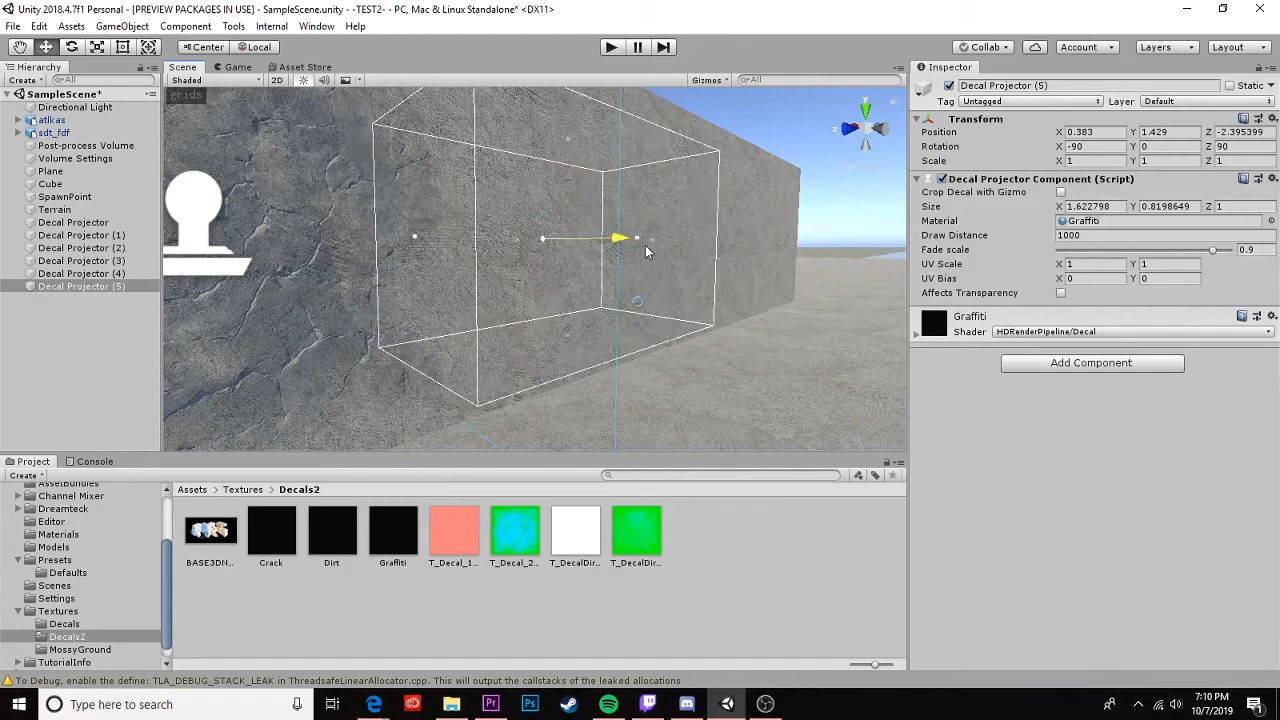 Unity 2018.4.7f1 Personal - [PREVIEW PACKAGES IN USE] - SampleScene.unity - -TEST2- - PC, Mac & Linux Standalone* <DX11>
File Edit Assets GameObject Component Tools Internal Window Help
Center Local Collab Account Layers Layout
Hierarchy Scene Game Asset Store Inspector
Create All Shaded 2D Gizmos All
Decal Projector (5) Static
SampleScene*
grids
Tag Untagged Layer Default
Directional Light
atlkas
sdt_fdf
Post-process Volume
Volume Settings
Plane
Cube
SpawnPoint
Terrain
Decal Projector
Decal Projector (1)
Decal Projector (2)
Decal Projector (3)
Decal Projector (4)
Decal Projector (5)
y
z
Transform
Position X 0.383 Y 1.429 Z -2.395399
Rotation X -90 Y 0 Z 90
Scale X 1 Y 1 Z 1
Decal Projector Component (Script)
Crop Decal with Gizmo
Size X 1.622798 Y 0.8198649 Z 1
Material Graffiti
Draw Distance 1000
Fade scale 0.9
UV Scale X 1 Y 1
UV Bias X 0 Y 0
Affects Transparency
Graffiti
Shader HDRenderPipeline/Decal
Add Component
Project Console
Create
Assets Textures Decals2
AssetBundles
Channel Mixer
Dreamteck
Editor
Materials
Models
Presets
Defaults
Scenes
Settings
Textures
Decals
Decals2
MossyGround
TutorialInfo
BASE3DN... Crack Dirt Graffiti T_Decal_1... T_Decal_2... T_DecalDir... T_DecalDir...
To Debug, enable the define: TLA_DEBUG_STACK_LEAK in ThreadsafeLinearAllocator.cpp. This will output the callstacks of the leaked allocations
Type here to search
Pr Ps
7:10 PM
10/7/2019